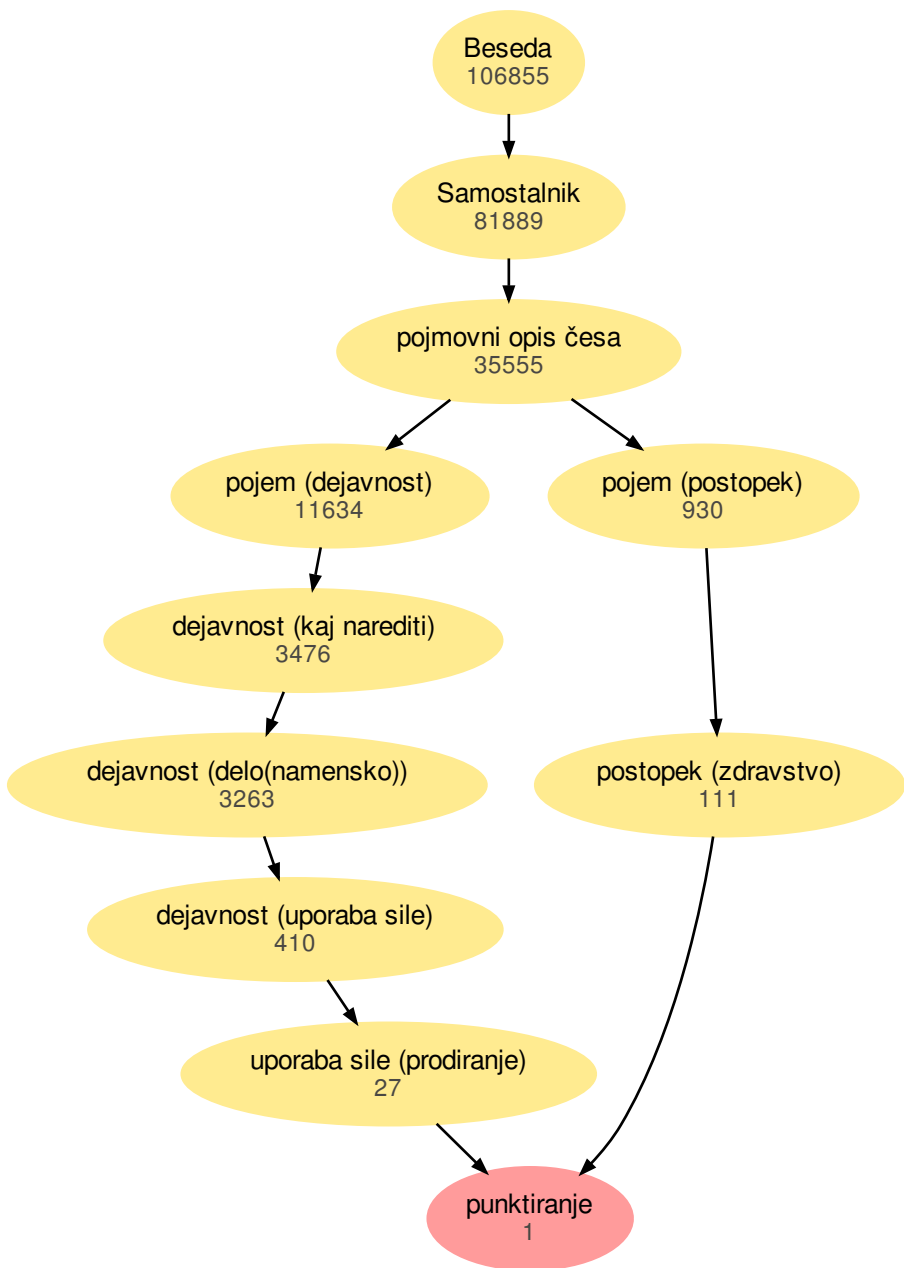 Beseda
106855
Samostalnik
81889
pojmovni opis česa
35555
pojem (dejavnost)
11634
pojem (postopek)
930
dejavnost (kaj narediti)
3476
dejavnost (delo(namensko))
3263
postopek (zdravstvo)
111
dejavnost (uporaba sile)
410
uporaba sile (prodiranje)
27
punktiranje
1